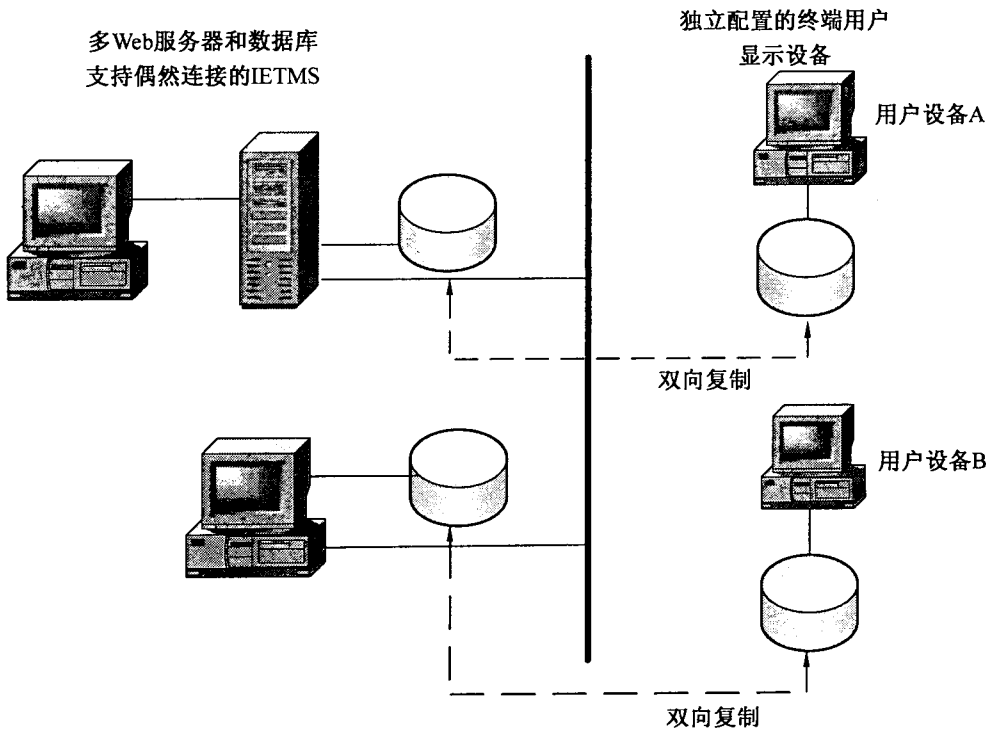 多Web服务器和数据库
支持偶然连接的IETMS
独立配置的终端用户
显示设备
用户设备A
双向复制
用户设备B
双向复制